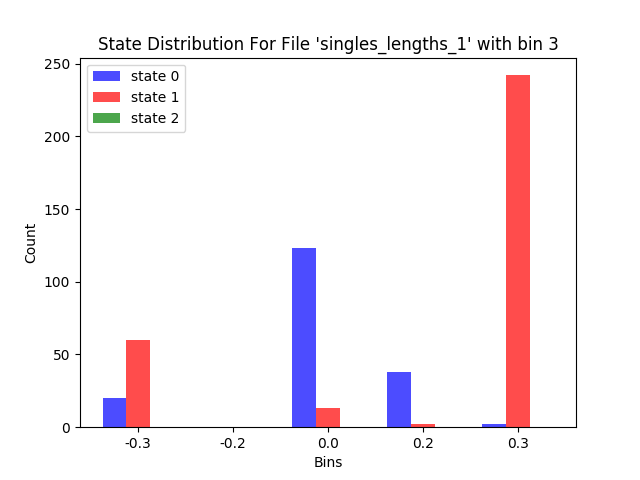 State Distribution For File 'singles_lengths_1' with bin 3
state 0
state 1
state 2
250
200
150
100
50
0
Count
-0.3 -0.2 0.0 0.2 0.3
Bins